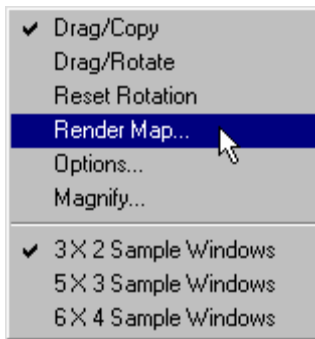 Drag/Copy
Drag/Rotate
Reset Rotation
Render Map...
Options...
Magnify...
3 X 2 Sample Windows
5 X 3 Sample Windows
6 X 4 Sample Windows